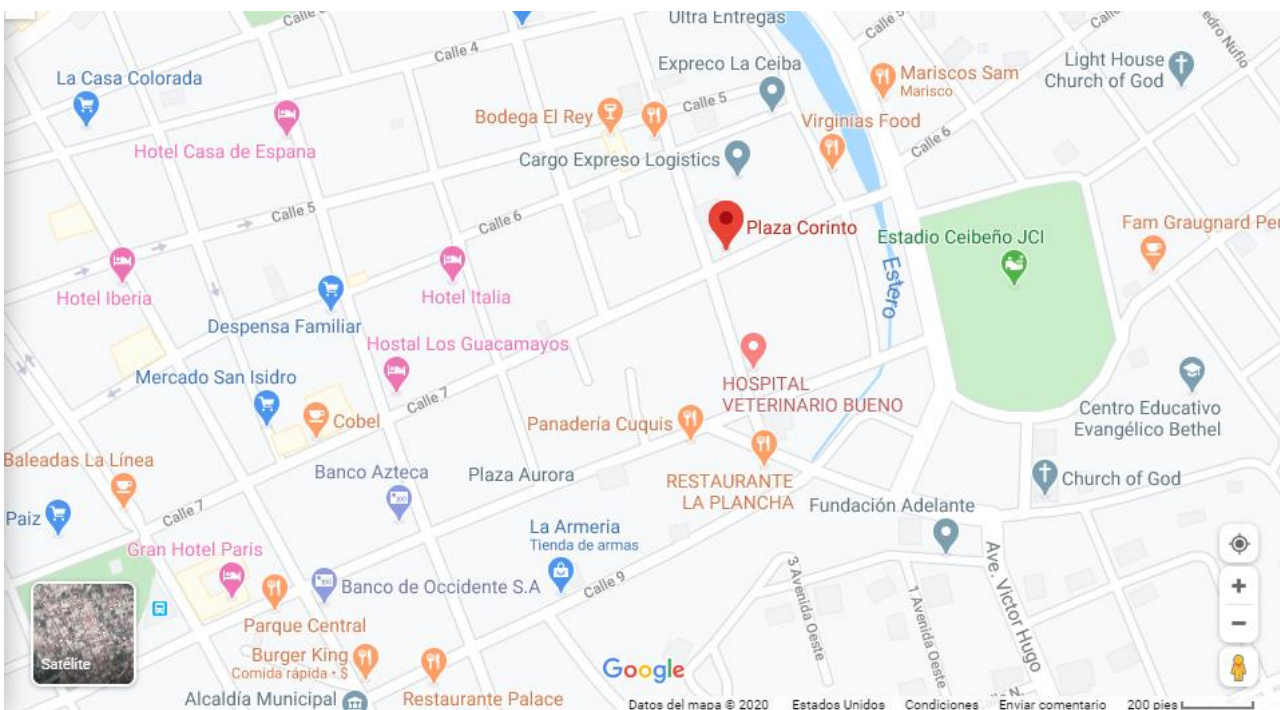 Calle
Ultra Entregas
Calle 5
Calle
edro Nufio
Calle 4
La Casa Colorada
Expreco La Ceiba
Mariscos Sam
Marisco
Light House
Church of God
Bodega El Rey
Calle 5
Virginias Food
Hotel Casa de Espana
Cargo Expreso Logistics
Calle 6
Calle 5
Calle 6
Plaza Corinto
Estadio Ceibeño JCI
Fam Graugnard Per
Estero
Hotel Iberia
Hotel Italia
Despensa Familiar
Hostal Los Guacamayos
Mercado San Isidro
HOSPITAL
VETERINARIO BUENO
Calle 7
Cobel
Panadería Cuquis
Centro Educativo
Evangélico Bethel
Baleadas La Línea
Banco Azteca
Plaza Aurora
RESTAURANTE
LA PLANCHA
Church of God
Paiz
Calle 7
Fundación Adelante
La Armeria
Tienda de armas
Gran Hotel Paris
Banco de Occidente S.A
Calle 9
3 Avenida Oeste
1 Avenida Oeste
Ave. Victor Hugo
Parque Central
Burger King
Comida rápida • $
Satélite
Google
Alcaldía Municipal
Restaurante Palace
Calle N.
Datos del mapa © 2020 Estados Unidos Condiciones Enviar comentario 200 pies